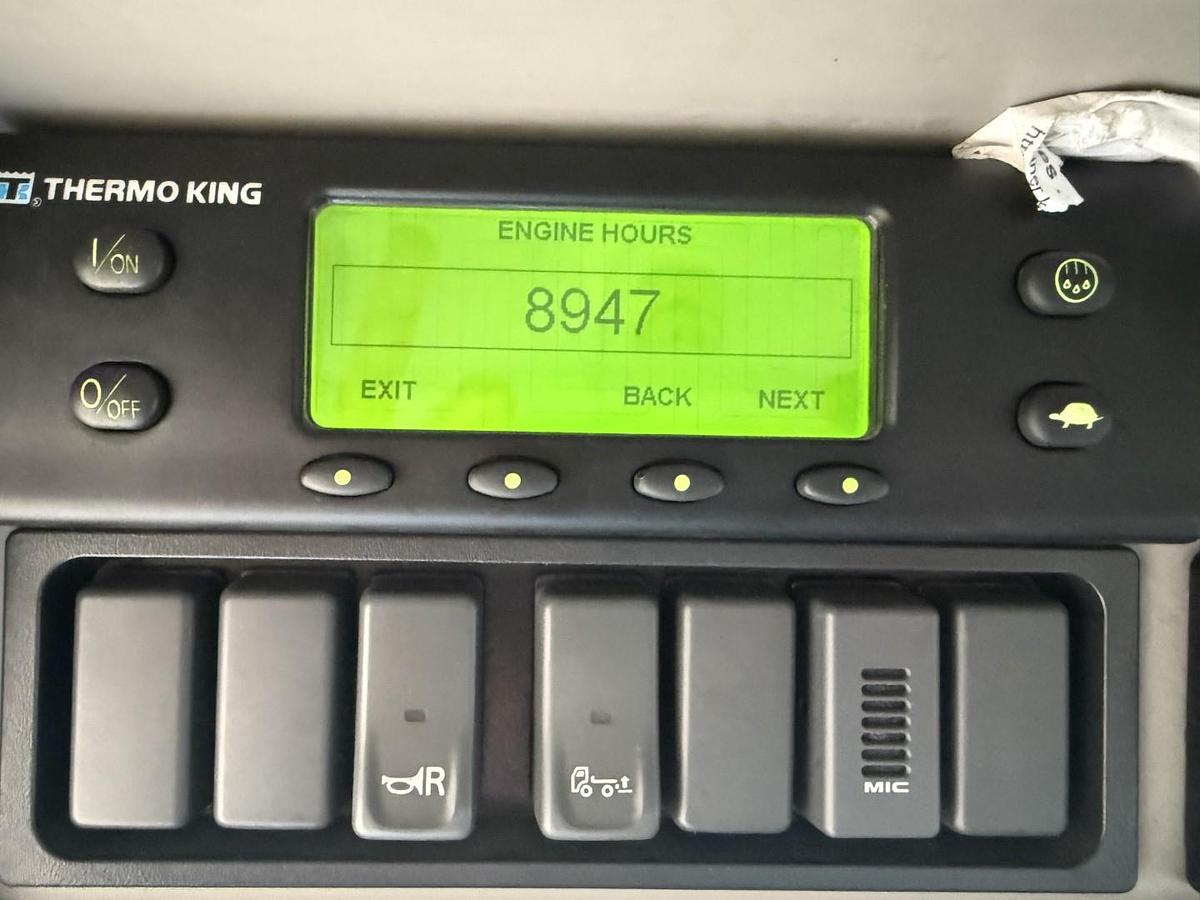 THERMO KING
I/ON
O/OFF
ENGINE HOURS
8947
EXIT BACK NEXT
R
MIC